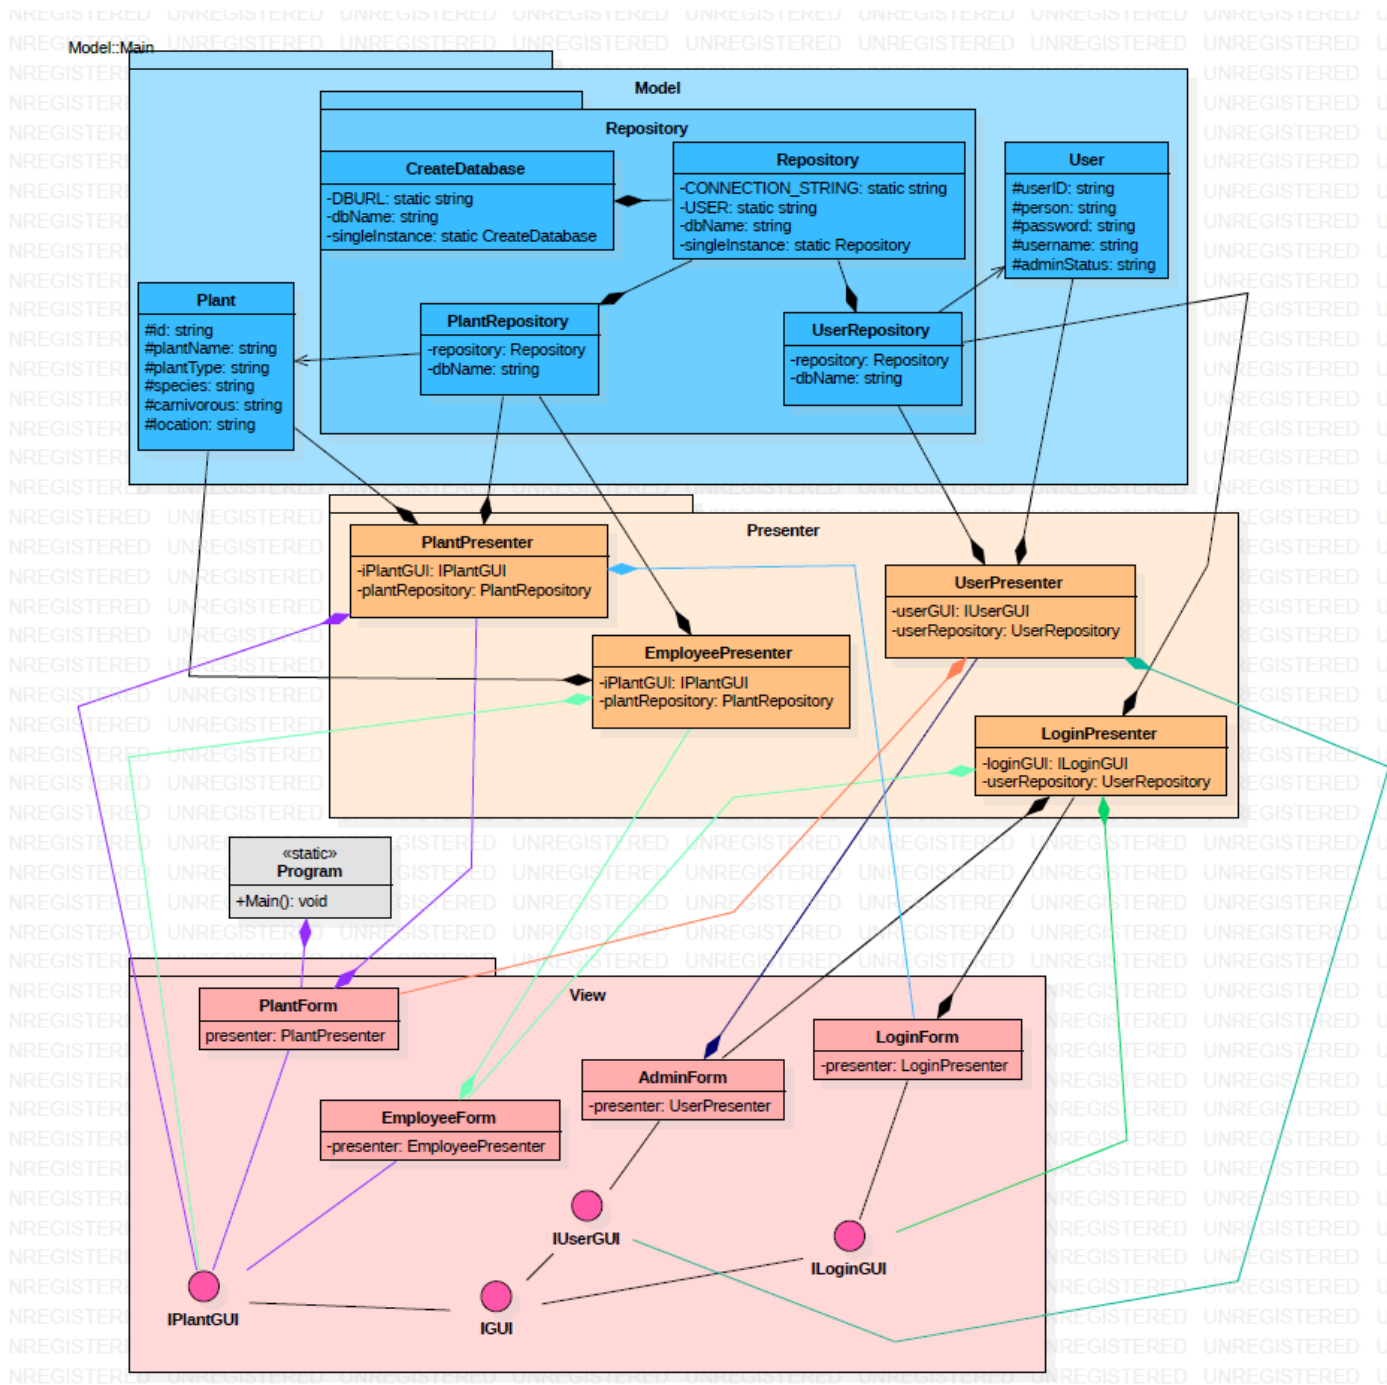 Model::Main
Model
Repository
CreateDatabase
-DBURL: static string
-dbName: string
-singleInstance: static CreateDatabase
Repository
-CONNECTION_STRING: static string
-USER: static string
-dbName: string
-singleInstance: static Repository
User
#userID: string
#person: string
#password: string
#username: string
#adminStatus: string
Plant
#id: string
#plantName: string
#plantType: string
#species: string
#carnivorous: string
#location: string
PlantRepository
-repository: Repository
-dbName: string
UserRepository
-repository: Repository
-dbName: string
Presenter
PlantPresenter
-iPlantGUI: IPlantGUI
-plantRepository: PlantRepository
UserPresenter
-userGUI: IUserGUI
-userRepository: UserRepository
EmployeePresenter
-iPlantGUI: IPlantGUI
-plantRepository: PlantRepository
LoginPresenter
-loginGUI: ILoginGUI
-userRepository: UserRepository
«static»
Program
+Main(): void
View
PlantForm
presenter: PlantPresenter
LoginForm
-presenter: LoginPresenter
AdminForm
-presenter: UserPresenter
EmployeeForm
-presenter: EmployeePresenter
IUserGUI
ILoginGUI
IPlantGUI
IGUI
UNREGISTERED